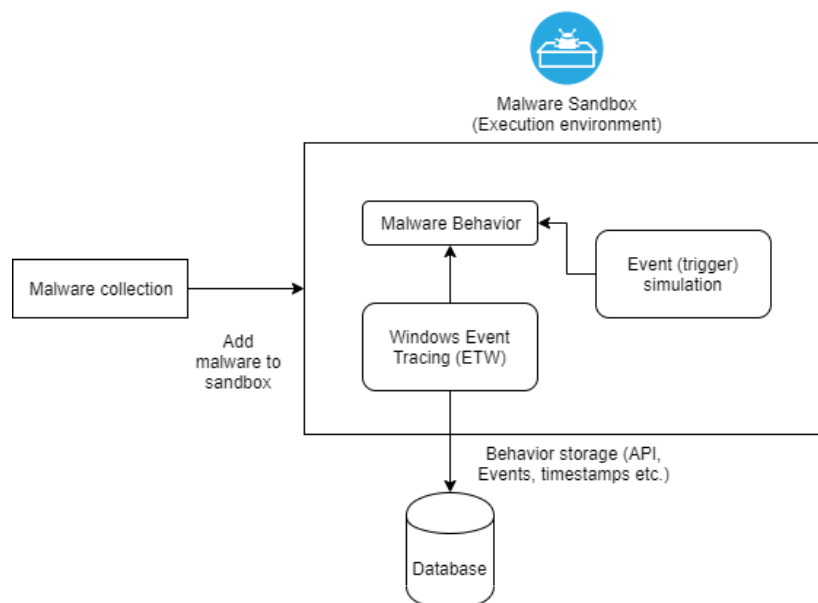 Malware Sandbox
(Execution environment)
Malware Behavior
Event (trigger)
simulation
Malware collection
Windows Event
Tracing (ETW)
Add
malware to
sandbox
Behavior storage (API,
Events, timestamps etc.)
Database